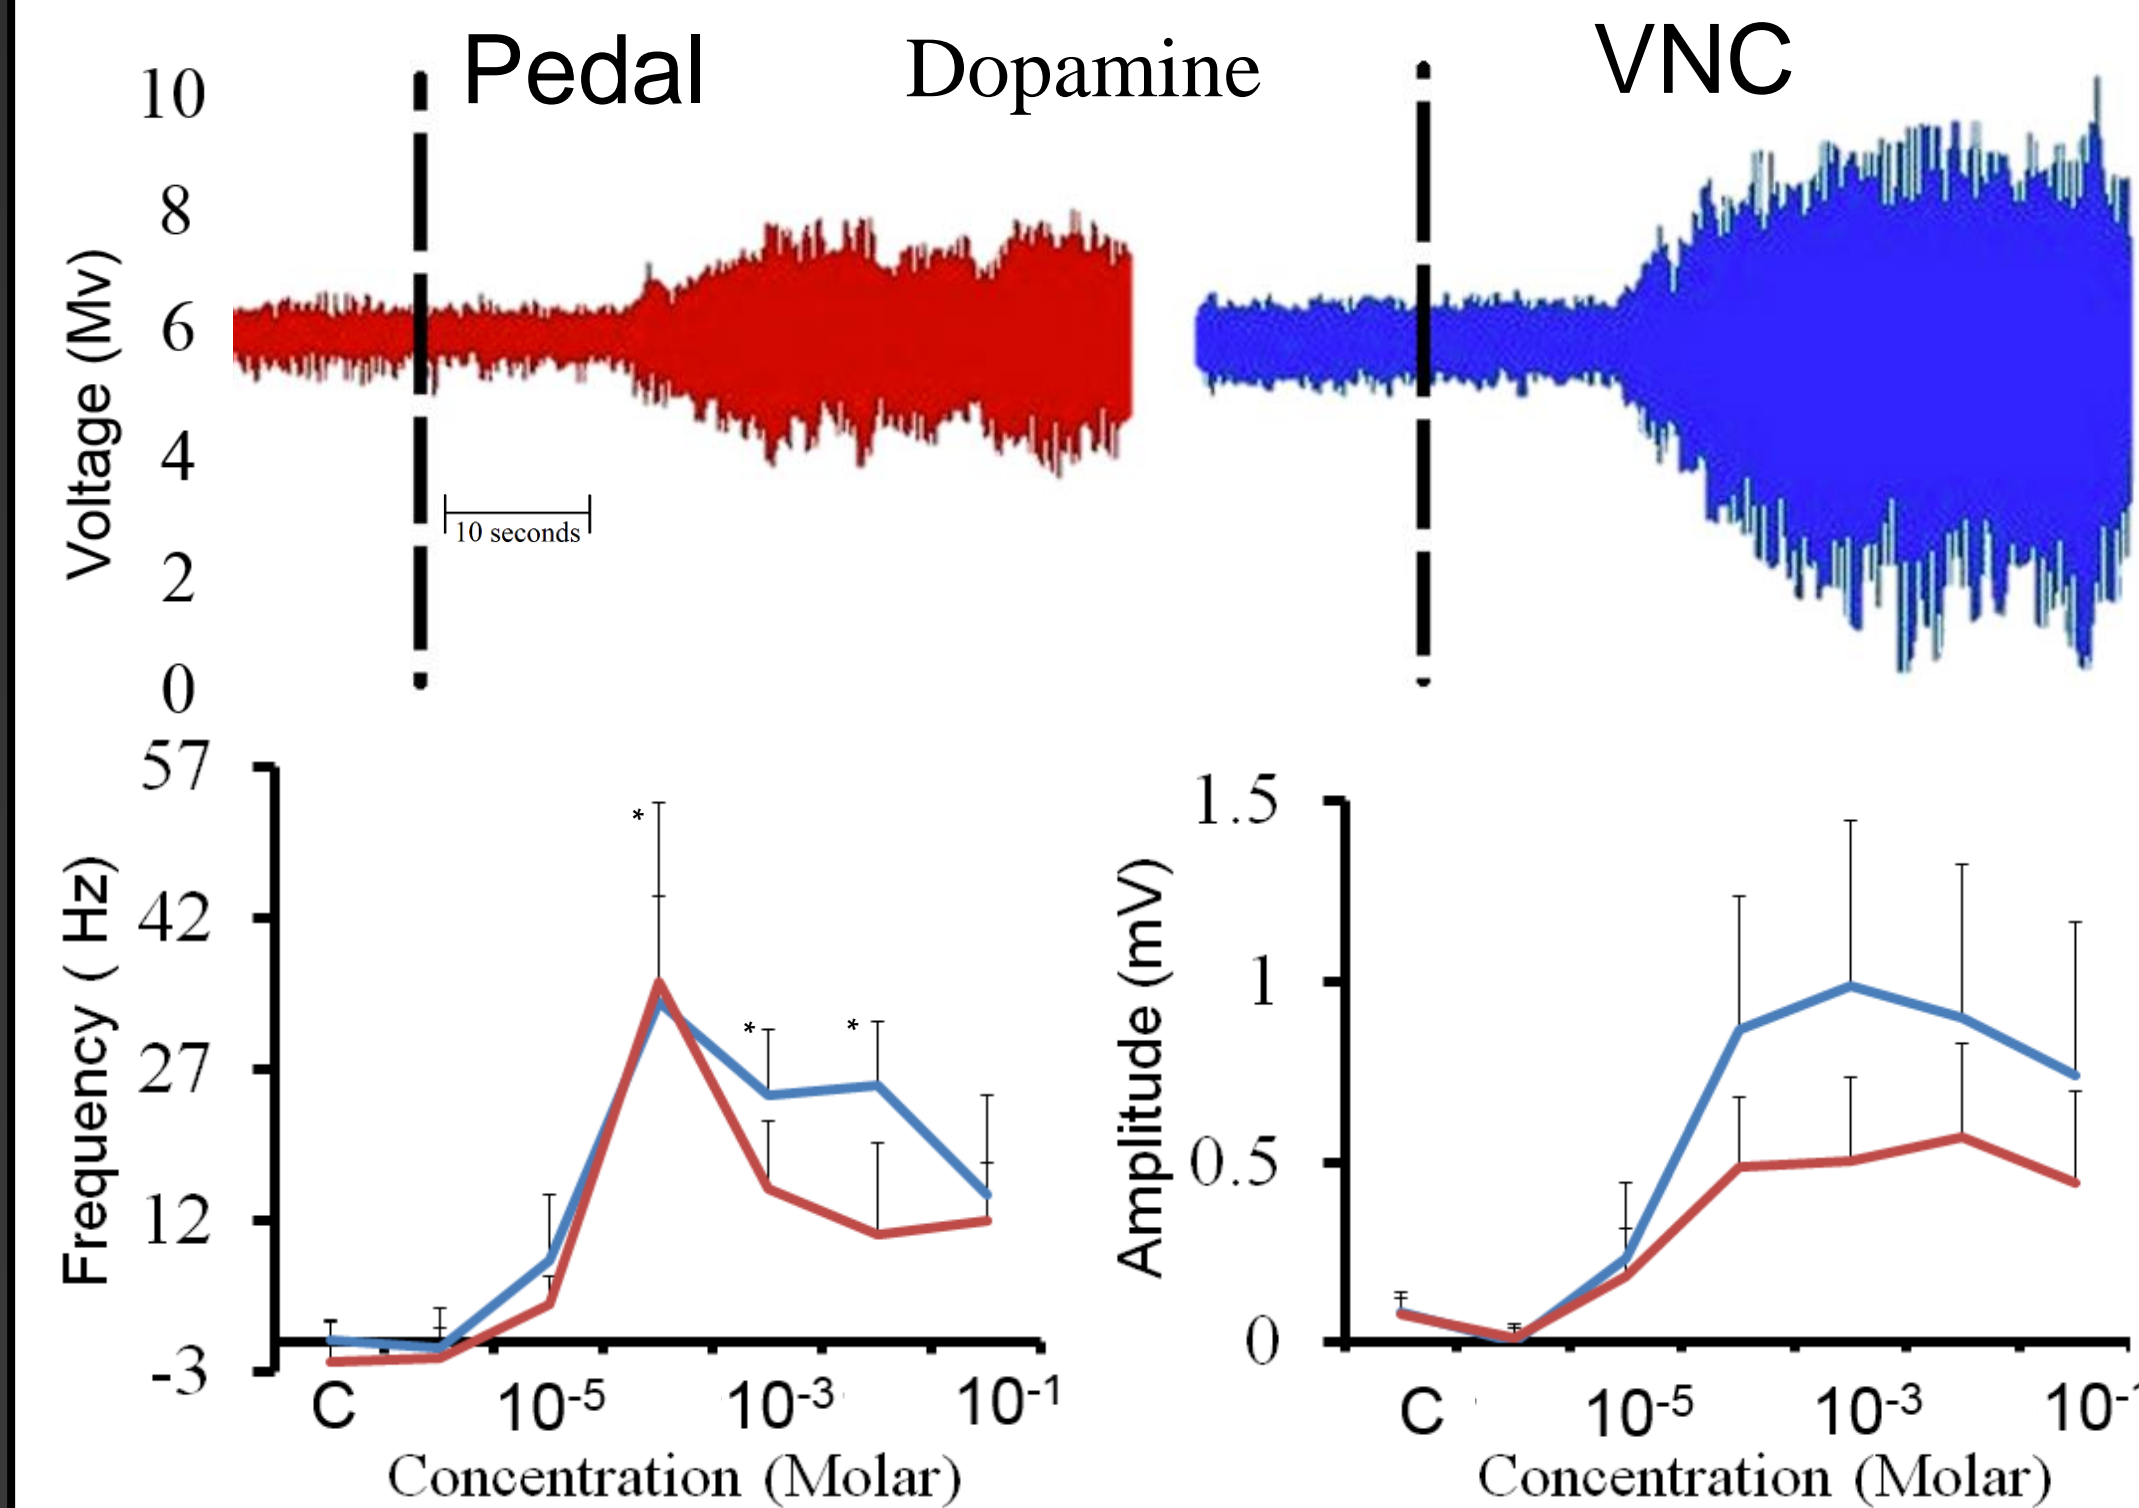 Pedal
Dopamine
VNC
10
8
6
4
2
0
Voltage (Mv)
10 seconds
57
42
27
12
-3
Frequency ( Hz)
*
*
*
C
10-5
10-3
10-1
Concentration (Molar)
1.5
1
0.5
0
Amplitude (mV)
C
10-5
10-3
10-1
Concentration (Molar)